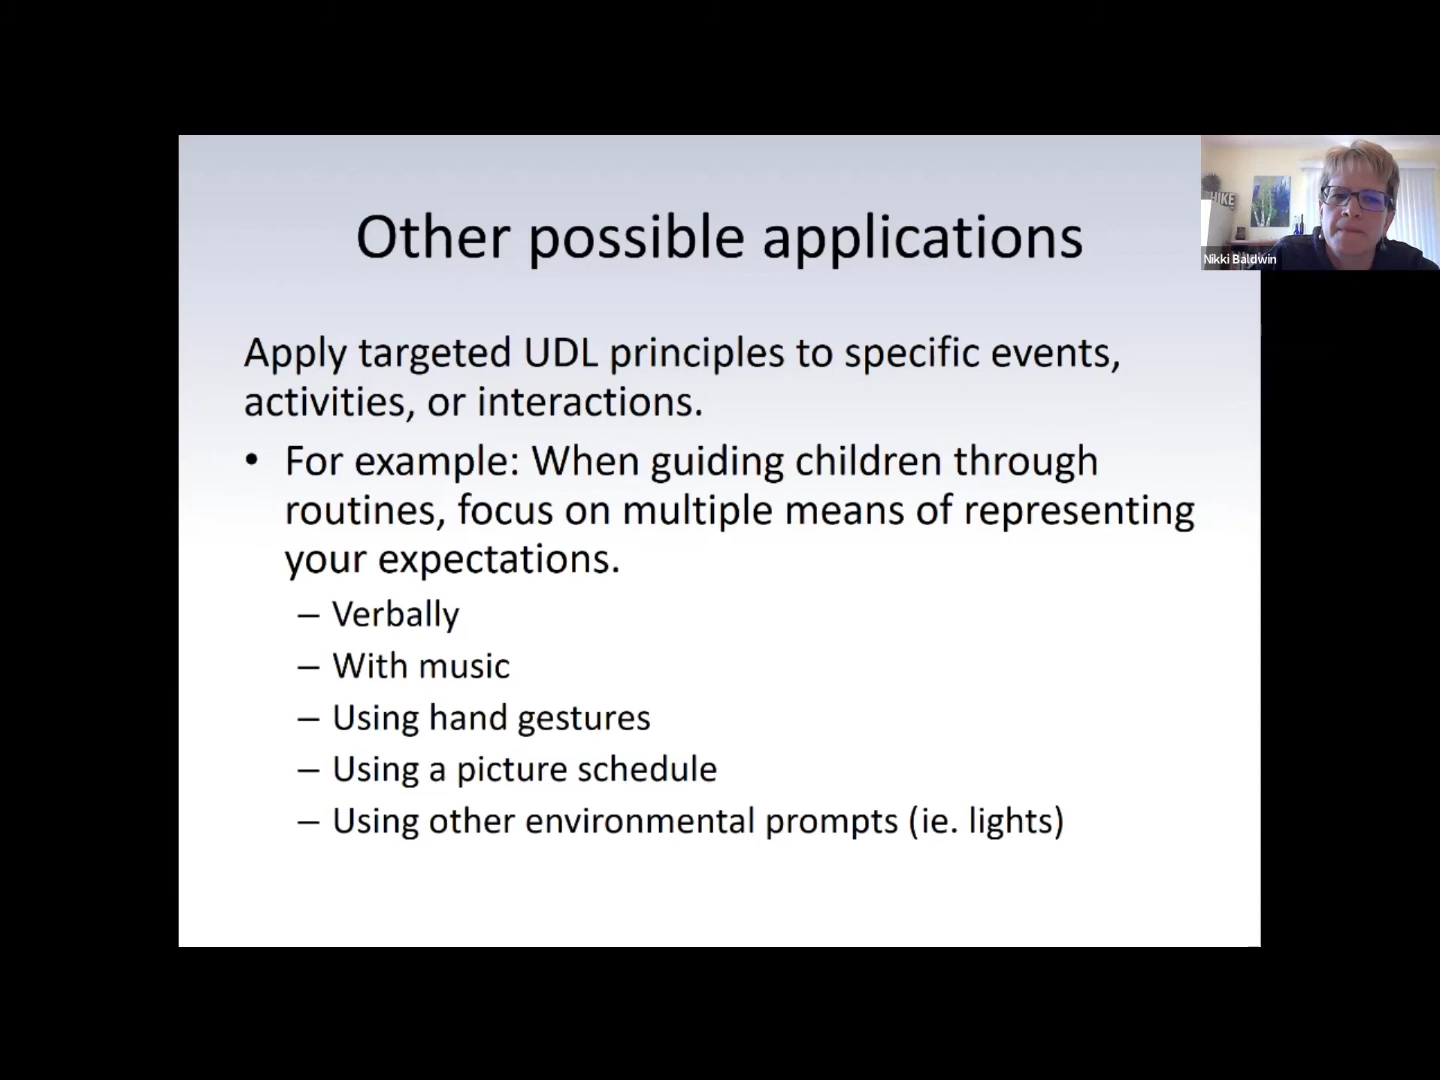 Other possible applications
HIKE
Nikki Baldwin
Apply targeted UDL principles to specific events,
activities, or interactions.
• For example: When guiding children through
routines, focus on multiple means of representing
your expectations.
– Verbally
– With music
– Using hand gestures
– Using a picture schedule
– Using other environmental prompts (ie. lights)